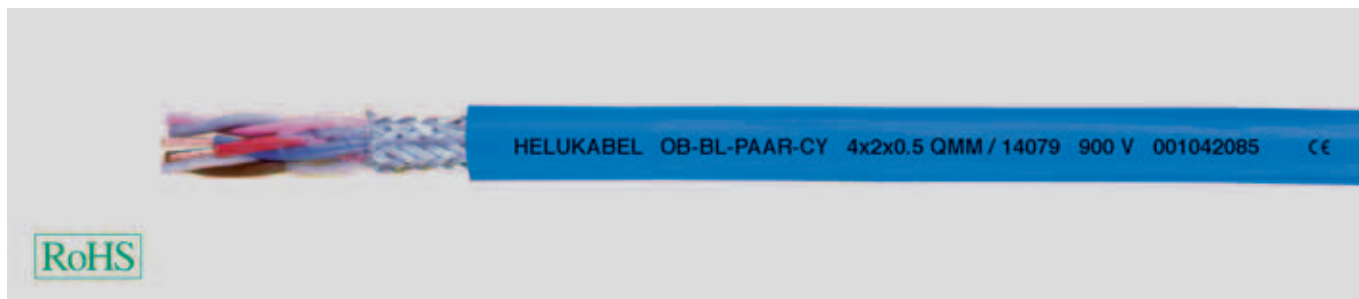 HELUKABEL OB-BL-PAAR-CY 4x2x0.5 QMM / 14079 900 V 001042085 CE
RoHS